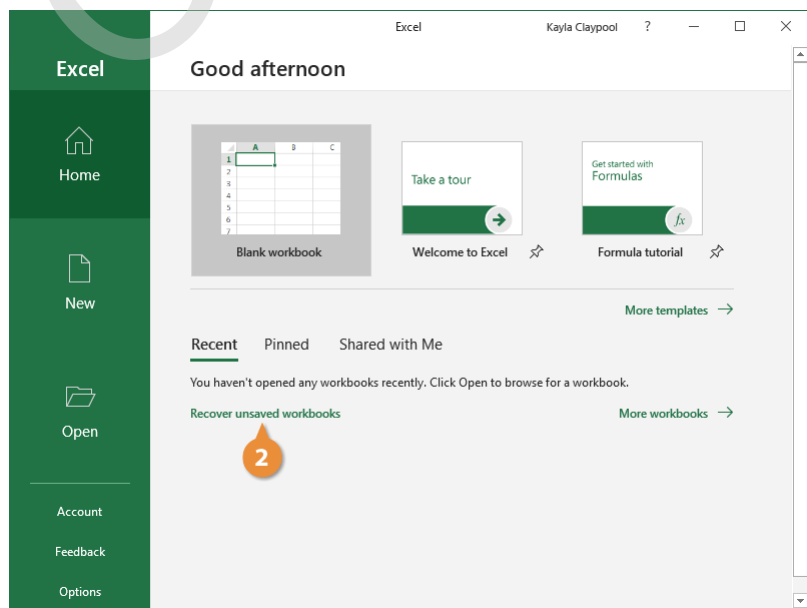 Excel
Kayla Claypool ?
Excel
Good afternoon
Home
New
Open
Account
Feedback
Options
A B C
1
2
3
4
5
6
7
Blank workbook
Take a tour
Welcome to Excel
Get started with
Formulas
fx
Formula tutorial
More templates
Recent Pinned Shared with Me
You haven't opened any workbooks recently. Click Open to browse for a workbook.
Recover unsaved workbooks
More workbooks
2